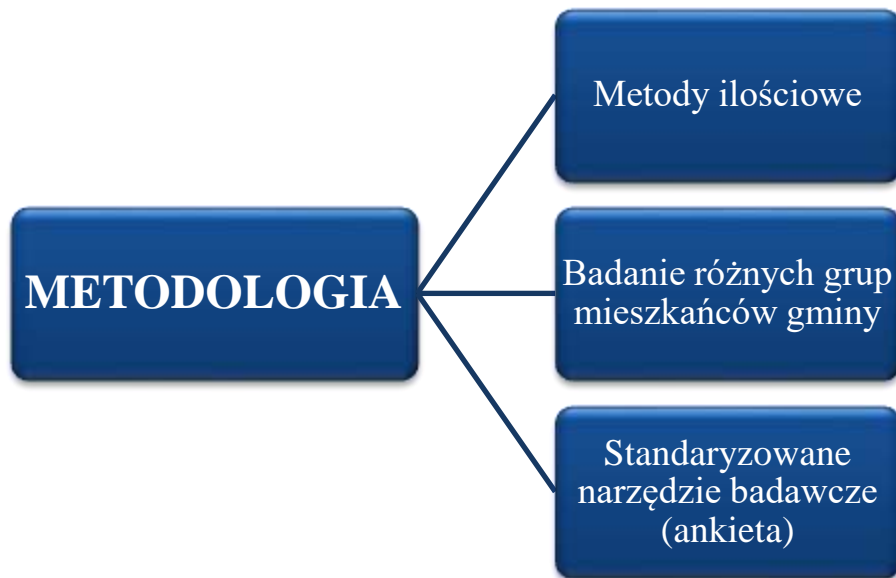 METODOLOGIA
Metody ilościowe
Badanie różnych grup
mieszkańców gminy
Standaryzowane
narzędzie badawcze
(ankieta)